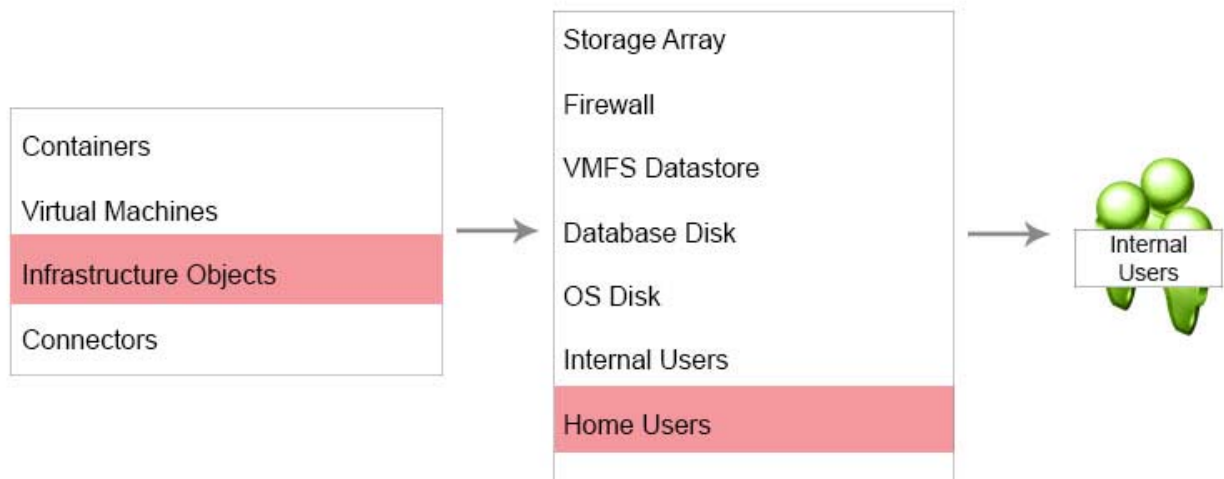 Containers
Virtual Machines
Infrastructure Objects
Connectors
Storage Array
Firewall
VMFS Datastore
Database Disk
OS Disk
Internal Users
Home Users
Internal
Users